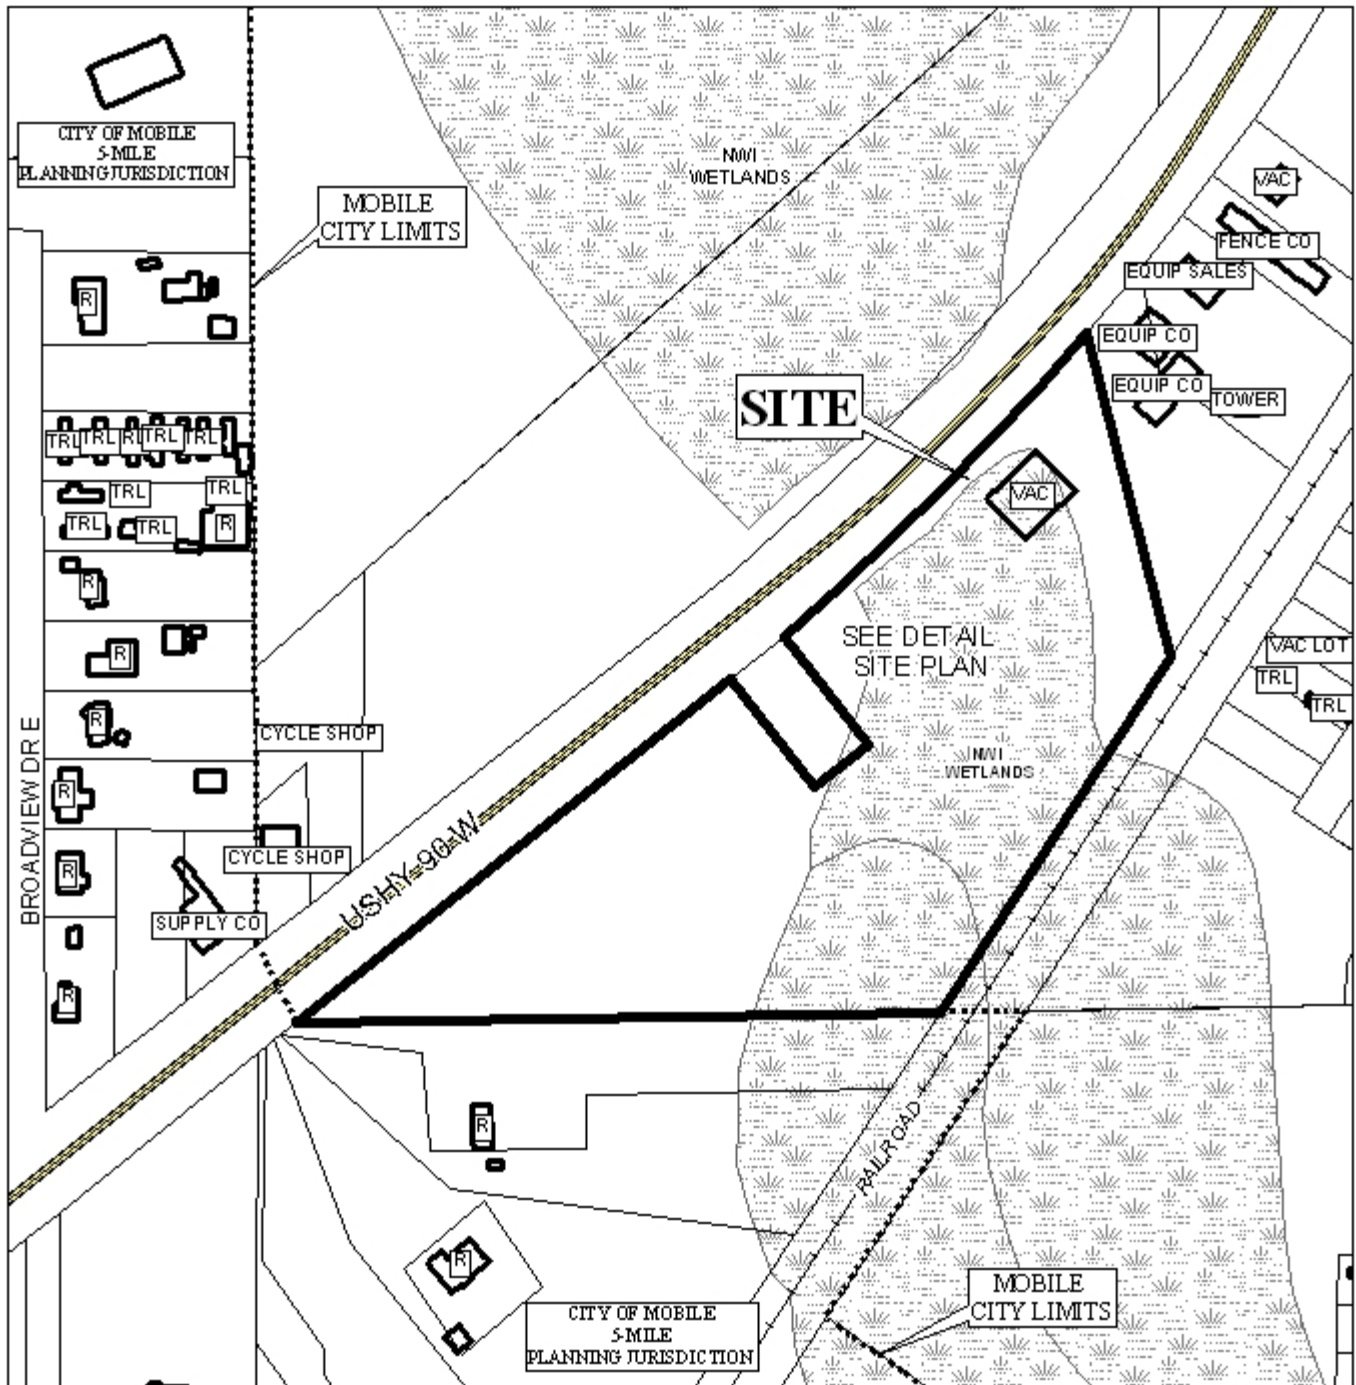 CITY OF MOBILE
5-MILE
PLANNING JURISDICTION
MOBILE
CITY LIMITS
NWI
WETLANDS
VAC
FENCE CO
EQUIP SALES
EQUIP CO
EQUIP CO
TOWER
R
SITE
TRL
TRL
R
TRL
TRL
TRL
TRL
TRL
TRL
R
VAC
R
SEE DETAIL
SITE PLAN
R
VAC LOT
TRL
TRL
R
CYCLE SHOP
NWI
WETLANDS
R
BROADVIEW DR E
USHY 90 W
CYCLE SHOP
R
SUPPLY CO
R
R
RAILROAD
R
MOBILE
CITY LIMITS
CITY OF MOBILE
5-MILE
PLANNING JURISDICTION